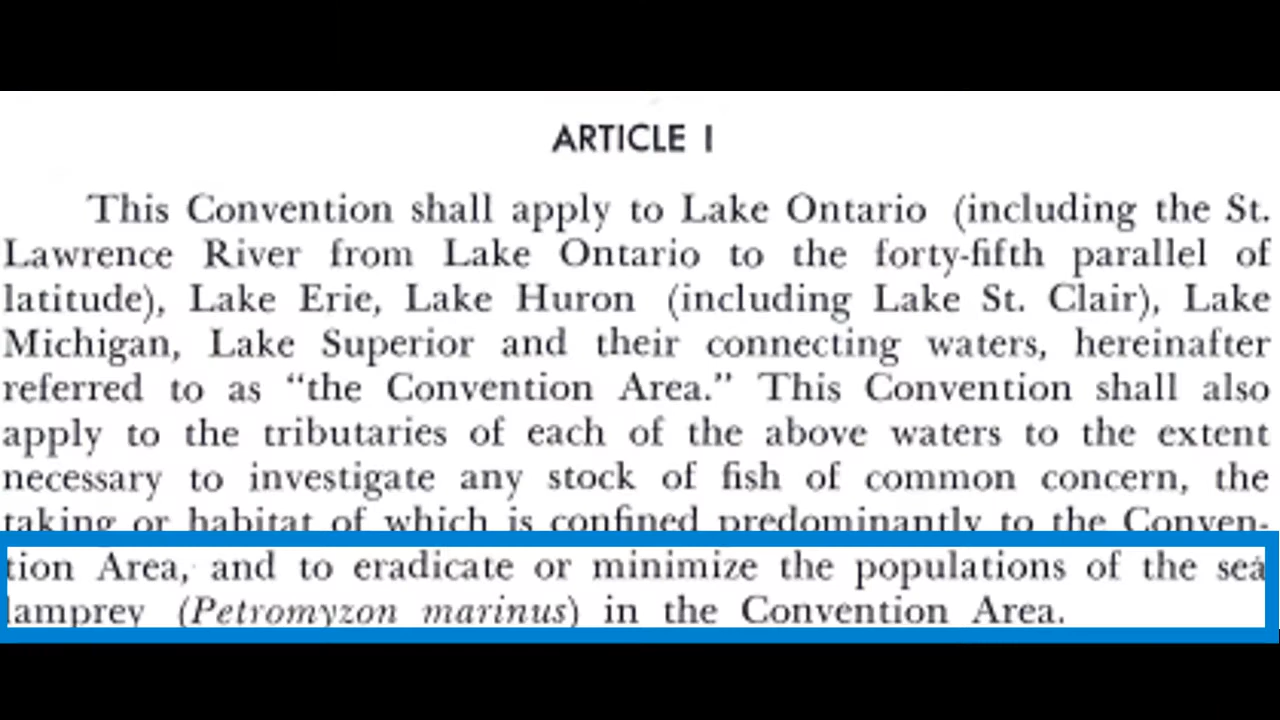 ARTICLE I
This Convention shall apply to Lake Ontario (including the St.
Lawrence River from Lake Ontario to the forty-fifth parallel of
latitude), Lake Erie, Lake Huron (including Lake St. Clair), Lake
Michigan, Lake Superior and their connecting waters, hereinafter
referred to as “the Convention Area.” This Convention shall also
apply to the tributaries of each of the above waters to the extent
necessary to investigate any stock of fish of common concern, the
taking or habitat of which is confined predominantly to the Conven-
tion Area, and to eradicate or minimize the populations of the sea
lamprey (Petromyzon marinus) in the Convention Area.